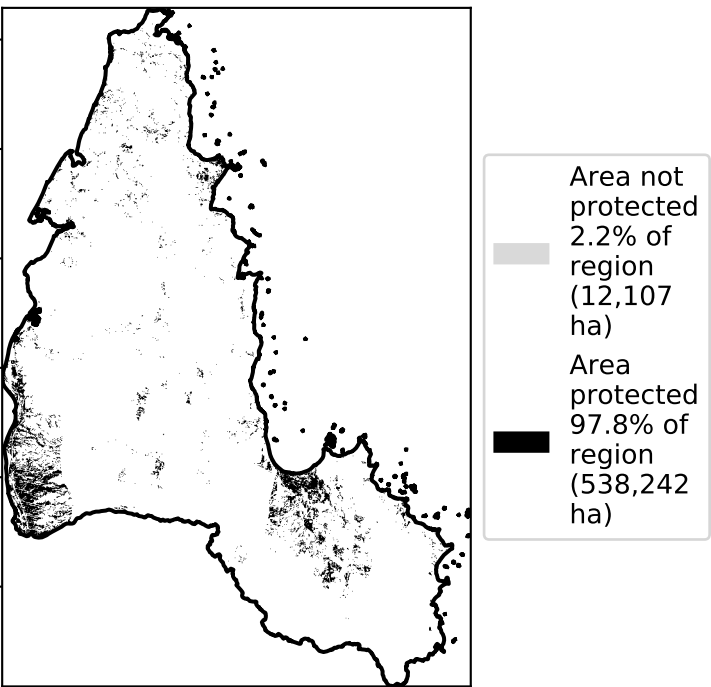 Area not
protected
2.2% of
region
(12,107
ha)
Area
protected
97.8% of
region
(538,242
ha)